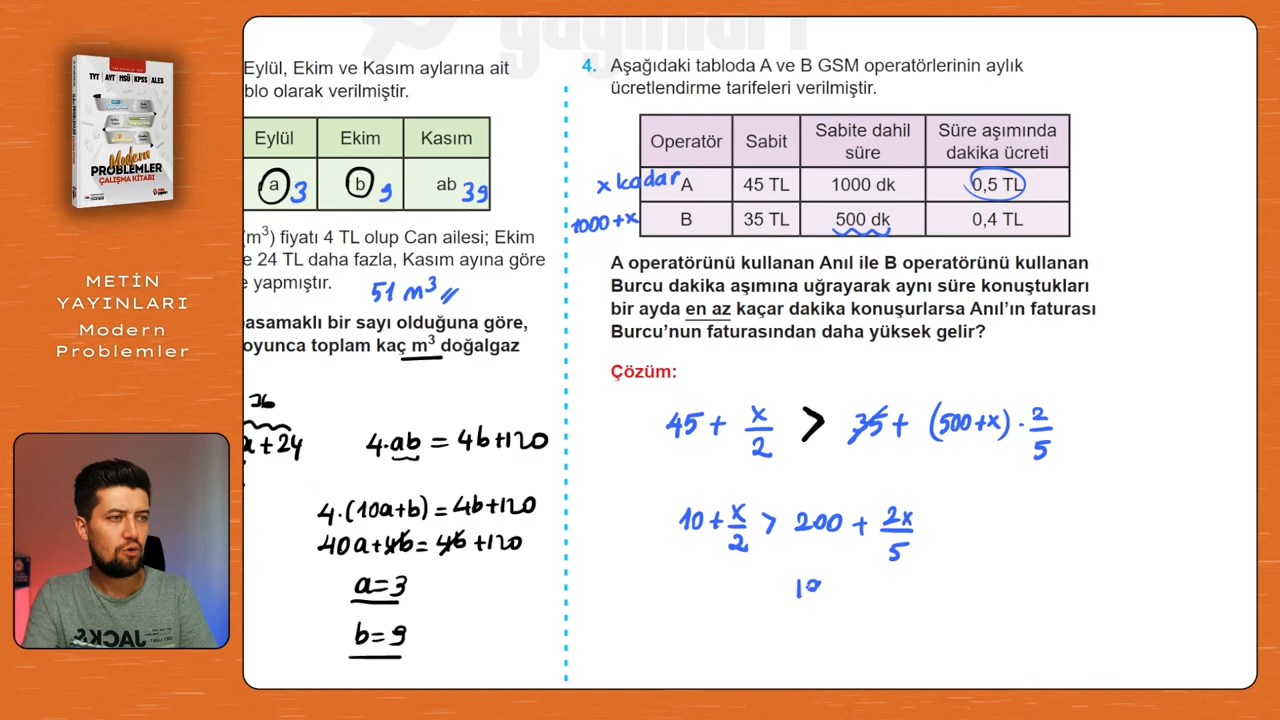 TYT | AYT | MSÜ | KPSS | ALES
Modern
PROBLEMLER
ÇALIŞMA KİTABI
METİN
YAYINLARI
Modern
Problemler
yayınları
Eylül, Ekim ve Kasım aylarına ait
blo olarak verilmiştir.
Eylül Ekim Kasım
a 3 b 9 ab 39
(m³) fiyatı 4 TL olup Can ailesi; Ekim
e 24 TL daha fazla, Kasım ayına göre
e yapmıştır. 51 m³
basamaklı bir sayı olduğuna göre,
oyunca toplam kaç m³ doğalgaz
36
a + 24
4.ab = 4b+120
4.(10a+b) = 4b+120
40a+4b = 4b +120
a=3
b=9
4. Aşağıdaki tabloda A ve B GSM operatörlerinin aylık
ücretlendirme tarifeleri verilmiştir.
Operatör Sabit Sabite dahil süre Süre aşımında dakika ücreti
x kadar A 45 TL 1000 dk 0,5 TL
1000+x B 35 TL 500 dk 0,4 TL
A operatörünü kullanan Anıl ile B operatörünü kullanan
Burcu dakika aşımına uğrayarak aynı süre konuştukları
bir ayda en az kaçar dakika konuşurlarsa Anıl’ın faturası
Burcu’nun faturasından daha yüksek gelir?
Çözüm:
45 + x/2 > 35 + (500+x) . 2/5
10 + x/2 > 200 + 2x/5
JACK&